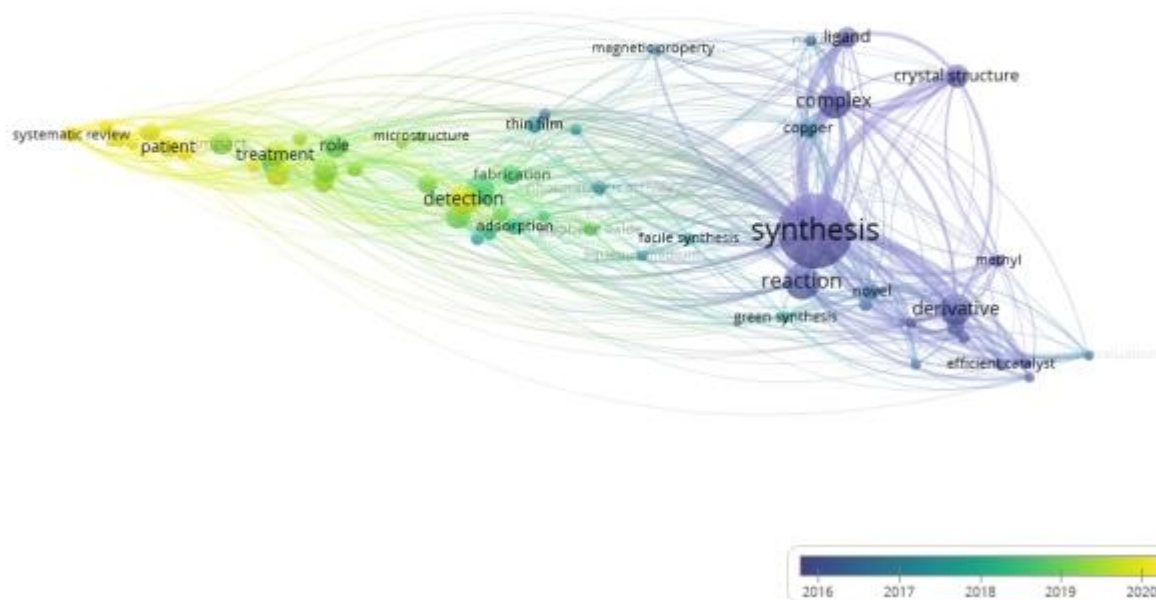 ligand
magnetic property
crystal structure
complex
thin film
copper
systematic review
microstructure
patient
role
treatment
fabrication
detection
adsorption
synthesis
facile synthesis
methyl
reaction
novel
derivative
green synthesis
efficient catalyst
2016 2017 2018 2019 2020